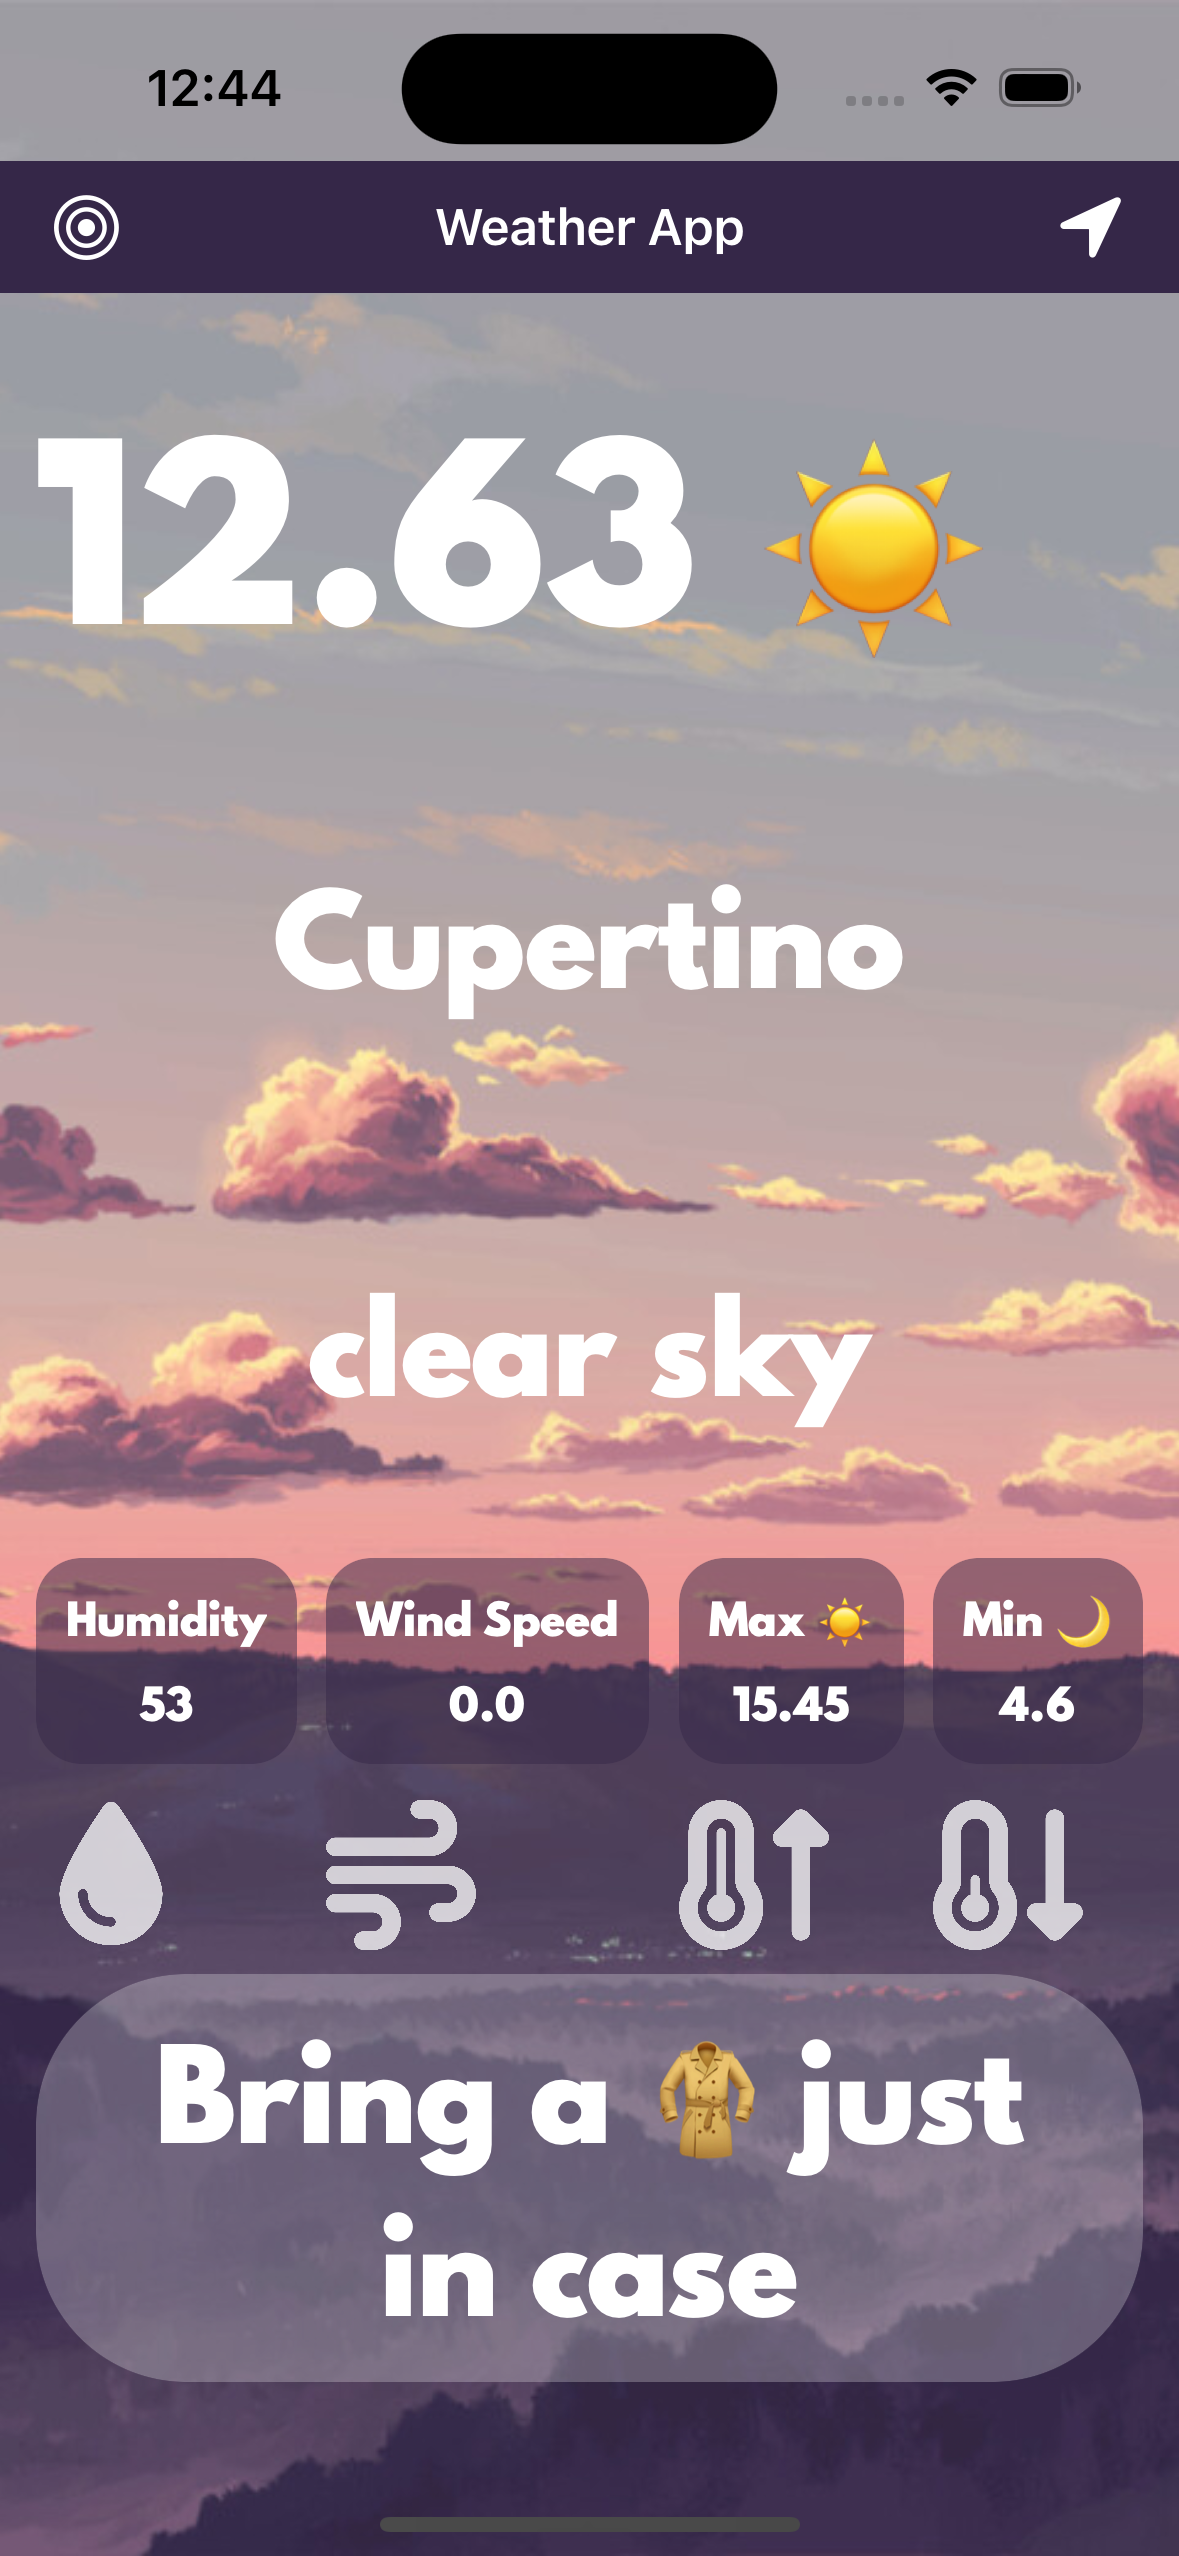 12:44
Weather App
12.63 ☀️
Cupertino
clear sky
Humidity
53
Wind Speed
0.0
Max ☀️
15.45
Min 🌙
4.6
Bring a 🧥 just
in case